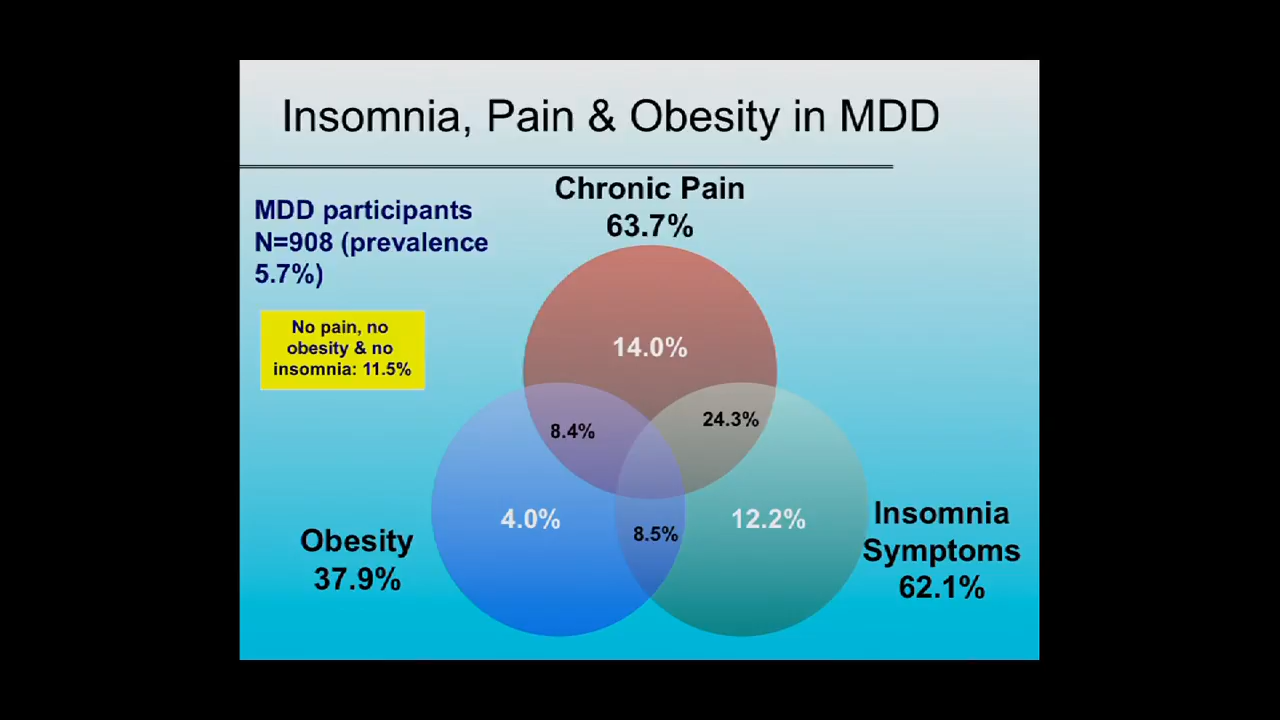 Insomnia, Pain & Obesity in MDD
Chronic Pain
63.7%
MDD participants
N=908 (prevalence
5.7%)
No pain, no
obesity & no
insomnia: 11.5%
14.0%
8.4%
24.3%
4.0%
8.5%
12.2%
Obesity
37.9%
Insomnia
Symptoms
62.1%